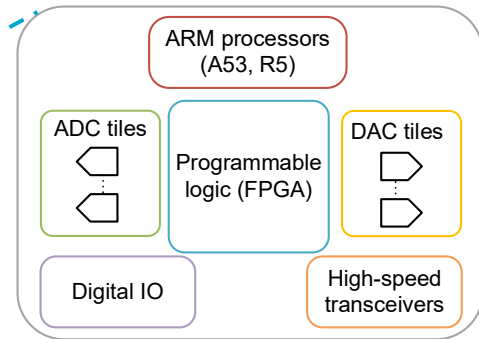 ARM processors
(A53, R5)
ADC tiles
Programmable
logic (FPGA)
DAC tiles
Digital IO
High-speed
transceivers